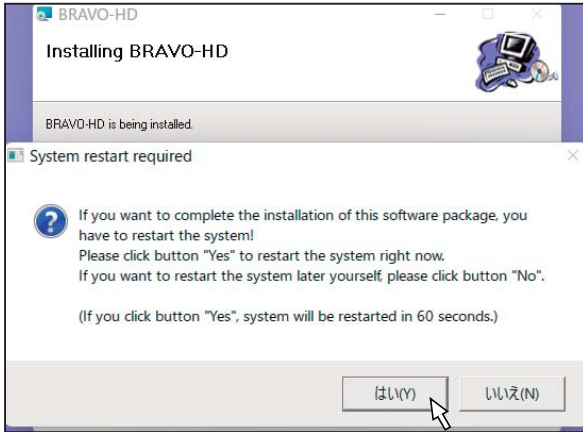 BRAVO-HD
Installing BRAVO-HD
BRAVO-HD is being installed.
System restart required
If you want to complete the installation of this software package, you
have to restart the system!
Please click button "Yes" to restart the system right now.
If you want to restart the system later yourself, please click button "No".
(If you click button "Yes", system will be restarted in 60 seconds.)
はい(Y)
いいえ(N)